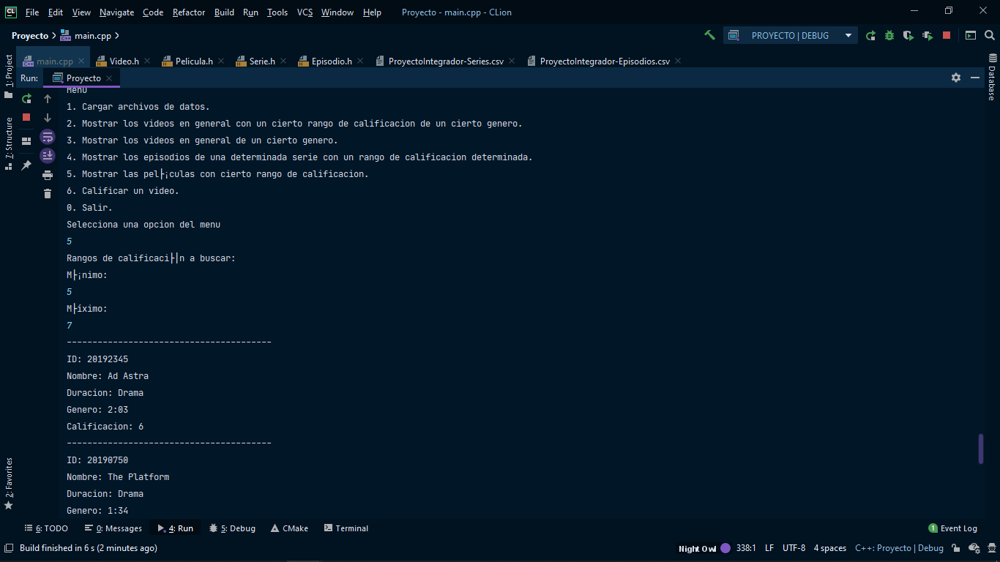 CL File Edit View Navigate Code Refactor Build Run Tools VCS Window Help Proyecto - main.cpp - CLion
Proyecto main.cpp PROYECTO | DEBUG
main.cpp Video.h Pelicula.h Serie.h Episodio.h ProyectoIntegrador-Series.csv ProyectoIntegrador-Episodios.csv
Run: Proyecto
1: Project
7: Structure
2: Favorites
Database
Menu
1. Cargar archivos de datos.
2. Mostrar los videos en general con un cierto rango de calificacion de un cierto genero.
3. Mostrar los videos en general de un cierto genero.
4. Mostrar los episodios de una determinada serie con un rango de calificacion determinada.
5. Mostrar las pel├¡culas con cierto rango de calificacion.
6. Calificar un video.
0. Salir.
Selecciona una opcion del menu
5
Rangos de calificaci├│n a buscar:
M├¡nimo:
5
M├íximo:
7
----------------------------------------
ID: 20192345
Nombre: Ad Astra
Duracion: Drama
Genero: 2:03
Calificacion: 6
----------------------------------------
ID: 20190750
Nombre: The Platform
Duracion: Drama
Genero: 1:34
6: TODO 0: Messages 4: Run 5: Debug CMake Terminal 1 Event Log
Build finished in 6 s (2 minutes ago) Night Owl 338:1 LF UTF-8 4 spaces C++: Proyecto | Debug